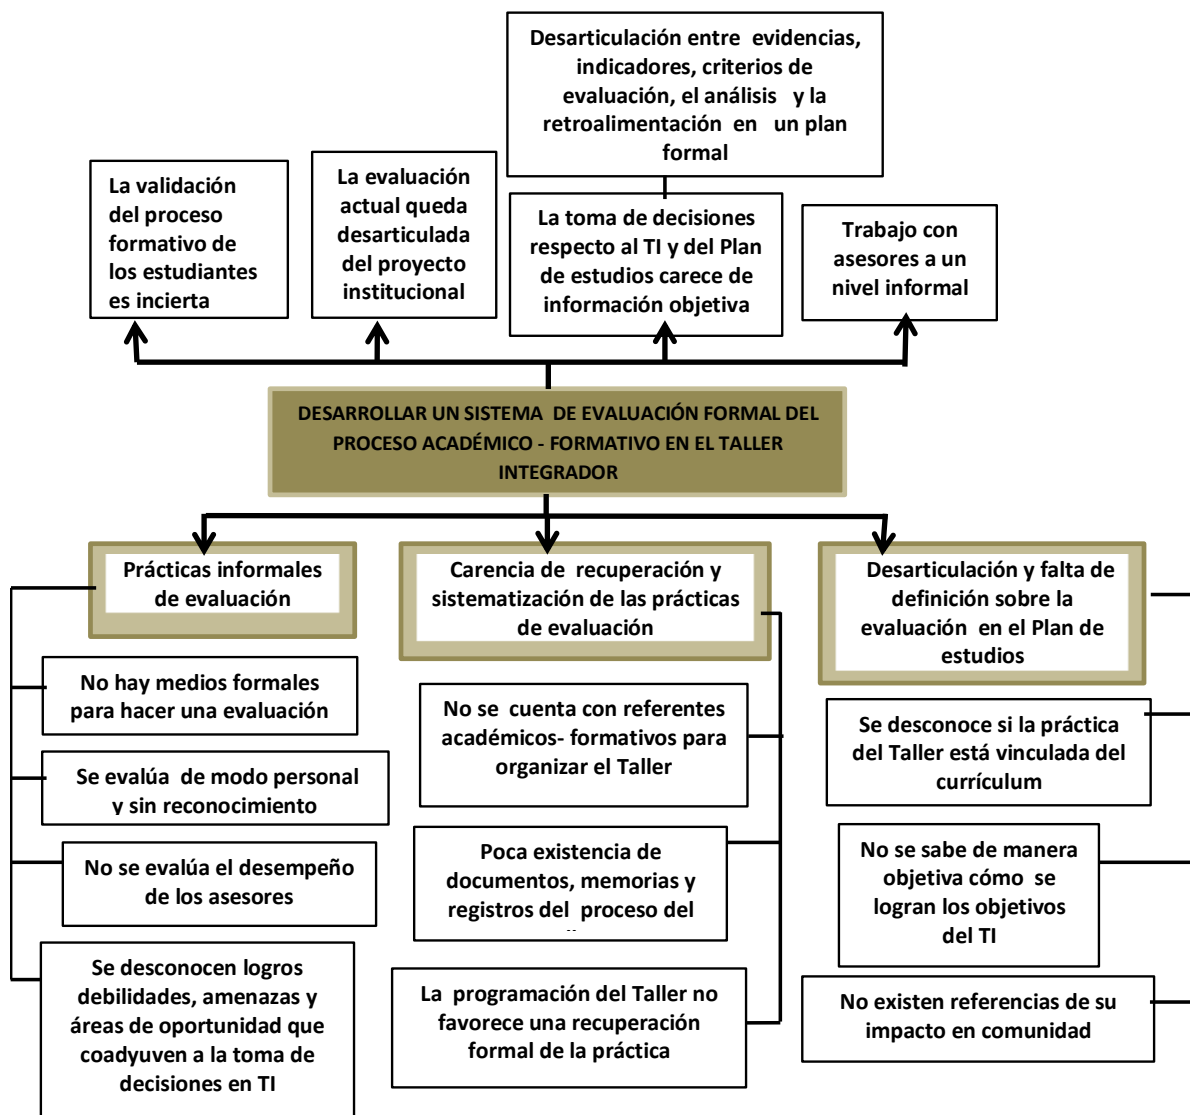 Desarticulación entre evidencias,
indicadores, criterios de
evaluación, el análisis y la
retroalimentación en un plan
formal
La validación
del proceso
formativo de
los estudiantes
es incierta
La evaluación
actual queda
desarticulada
del proyecto
institucional
La toma de decisiones
respecto al TI y del Plan
de estudios carece de
información objetiva
Trabajo con
asesores a un
nivel informal
DESARROLLAR UN SISTEMA DE EVALUACIÓN FORMAL DEL
PROCESO ACADÉMICO - FORMATIVO EN EL TALLER
INTEGRADOR
Prácticas informales
de evaluación
No hay medios formales
para hacer una evaluación
Se evalúa de modo personal
y sin reconocimiento
No se evalúa el desempeño
de los asesores
Se desconocen logros
debilidades, amenazas y
áreas de oportunidad que
coadyuven a la toma de
decisiones en TI
Carencia de recuperación y
sistematización de las prácticas
de evaluación
No se cuenta con referentes
académicos- formativos para
organizar el Taller
Poca existencia de
documentos, memorias y
registros del proceso del
La programación del Taller no
favorece una recuperación
formal de la práctica
Desarticulación y falta de
definición sobre la
evaluación en el Plan de
estudios
Se desconoce si la práctica
del Taller está vinculada del
currículum
No se sabe de manera
objetiva cómo se
logran los objetivos
del TI
No existen referencias de su
impacto en comunidad